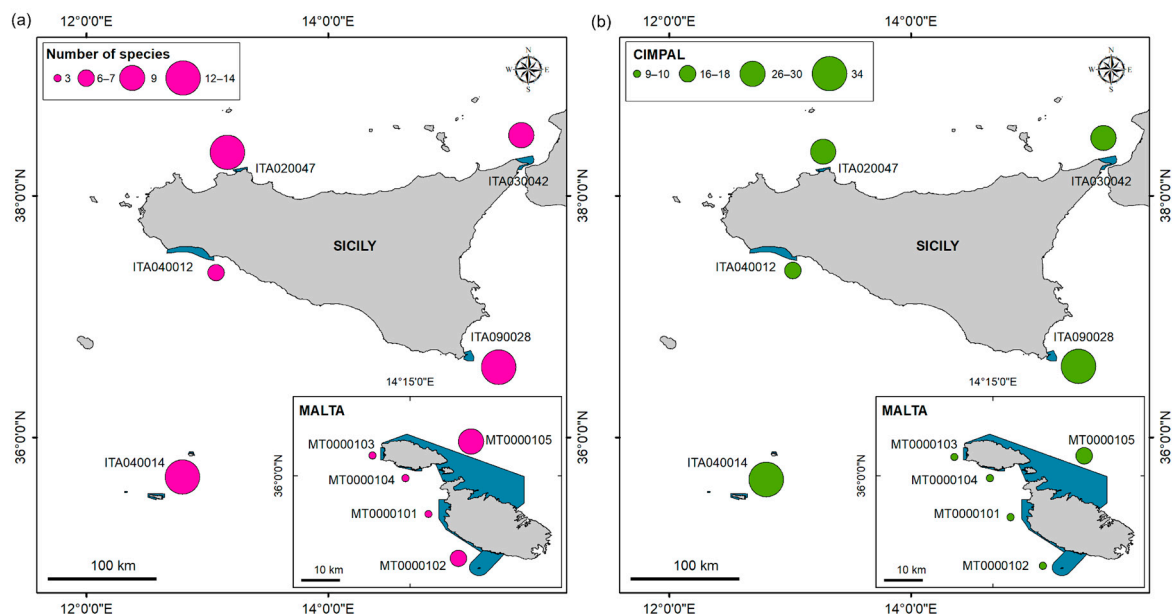 (a)
12°0'0"E
14°0'0"E
Number of species
3
6–7
9
12–14
N
W
E
S
ITA020047
ITA030042
38°0'0"N
SICILY
ITA040012
ITA090028
14°15'0"E
MALTA
MT0000103
MT0000105
MT0000104
36°0'0"N
MT0000101
MT0000102
10 km
36°0'0"N
ITA040014
100 km
12°0'0"E
14°0'0"E
(b)
12°0'0"E
14°0'0"E
CIMPAL
9–10
16–18
26–30
34
N
W
E
S
ITA020047
ITA030042
38°0'0"N
38°0'0"N
SICILY
ITA040012
ITA090028
14°15'0"E
MALTA
MT0000103
MT0000105
MT0000104
36°0'0"N
MT0000101
MT0000102
10 km
36°0'0"N
36°0'0"N
ITA040014
100 km
12°0'0"E
14°0'0"E